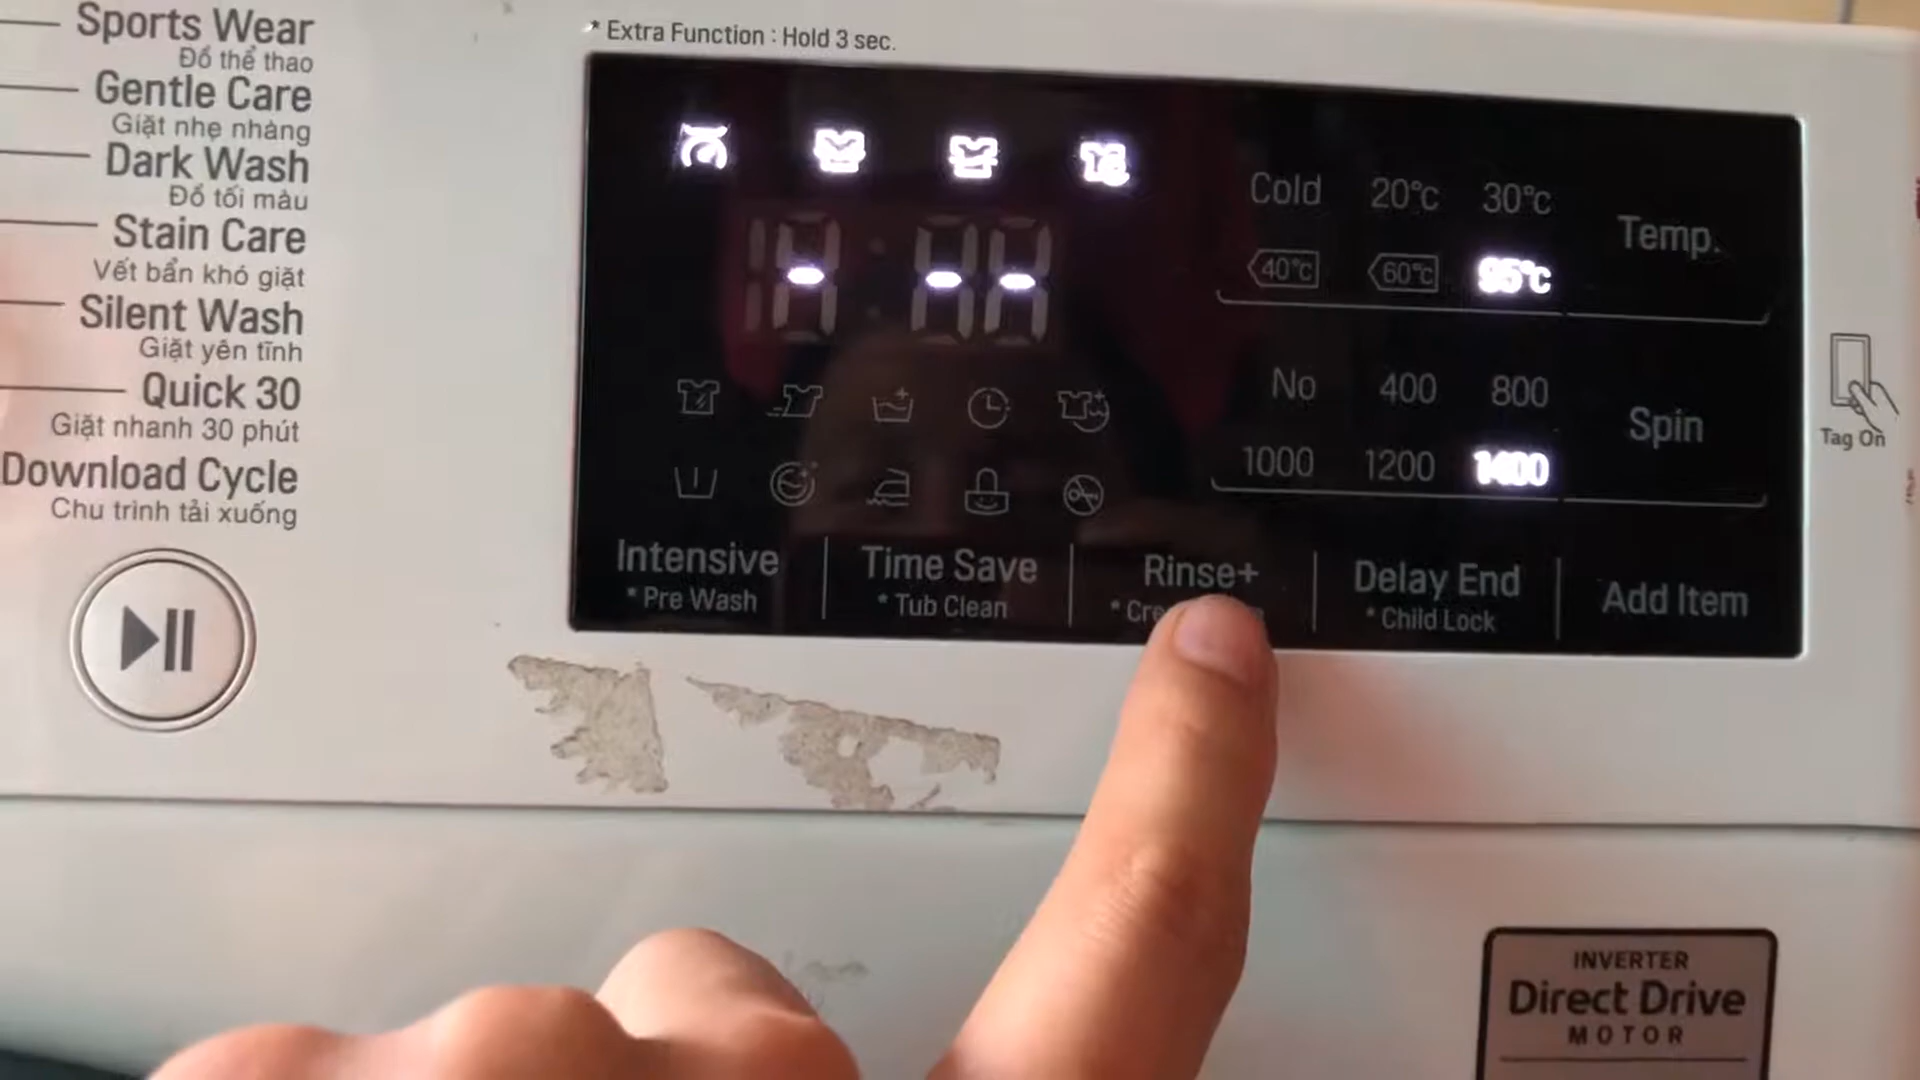 Sports Wear
Đồ thể thao
Gentle Care
Giặt nhẹ nhàng
Dark Wash
Đồ tối màu
Stain Care
Vết bẩn khó giặt
Silent Wash
Giặt yên tĩnh
Quick 30
Giặt nhanh 30 phút
Download Cycle
Chu trình tải xuống
* Extra Function : Hold 3 sec.
Cold 20°c 30°c
40°c 60°c 95°c
Temp.
No 400 800
1000 1200 1400
Spin
Intensive
* Pre Wash
Time Save
* Tub Clean
Rinse+
Delay End
* Child Lock
Add Item
Tag On
INVERTER
Direct Drive
MOTOR